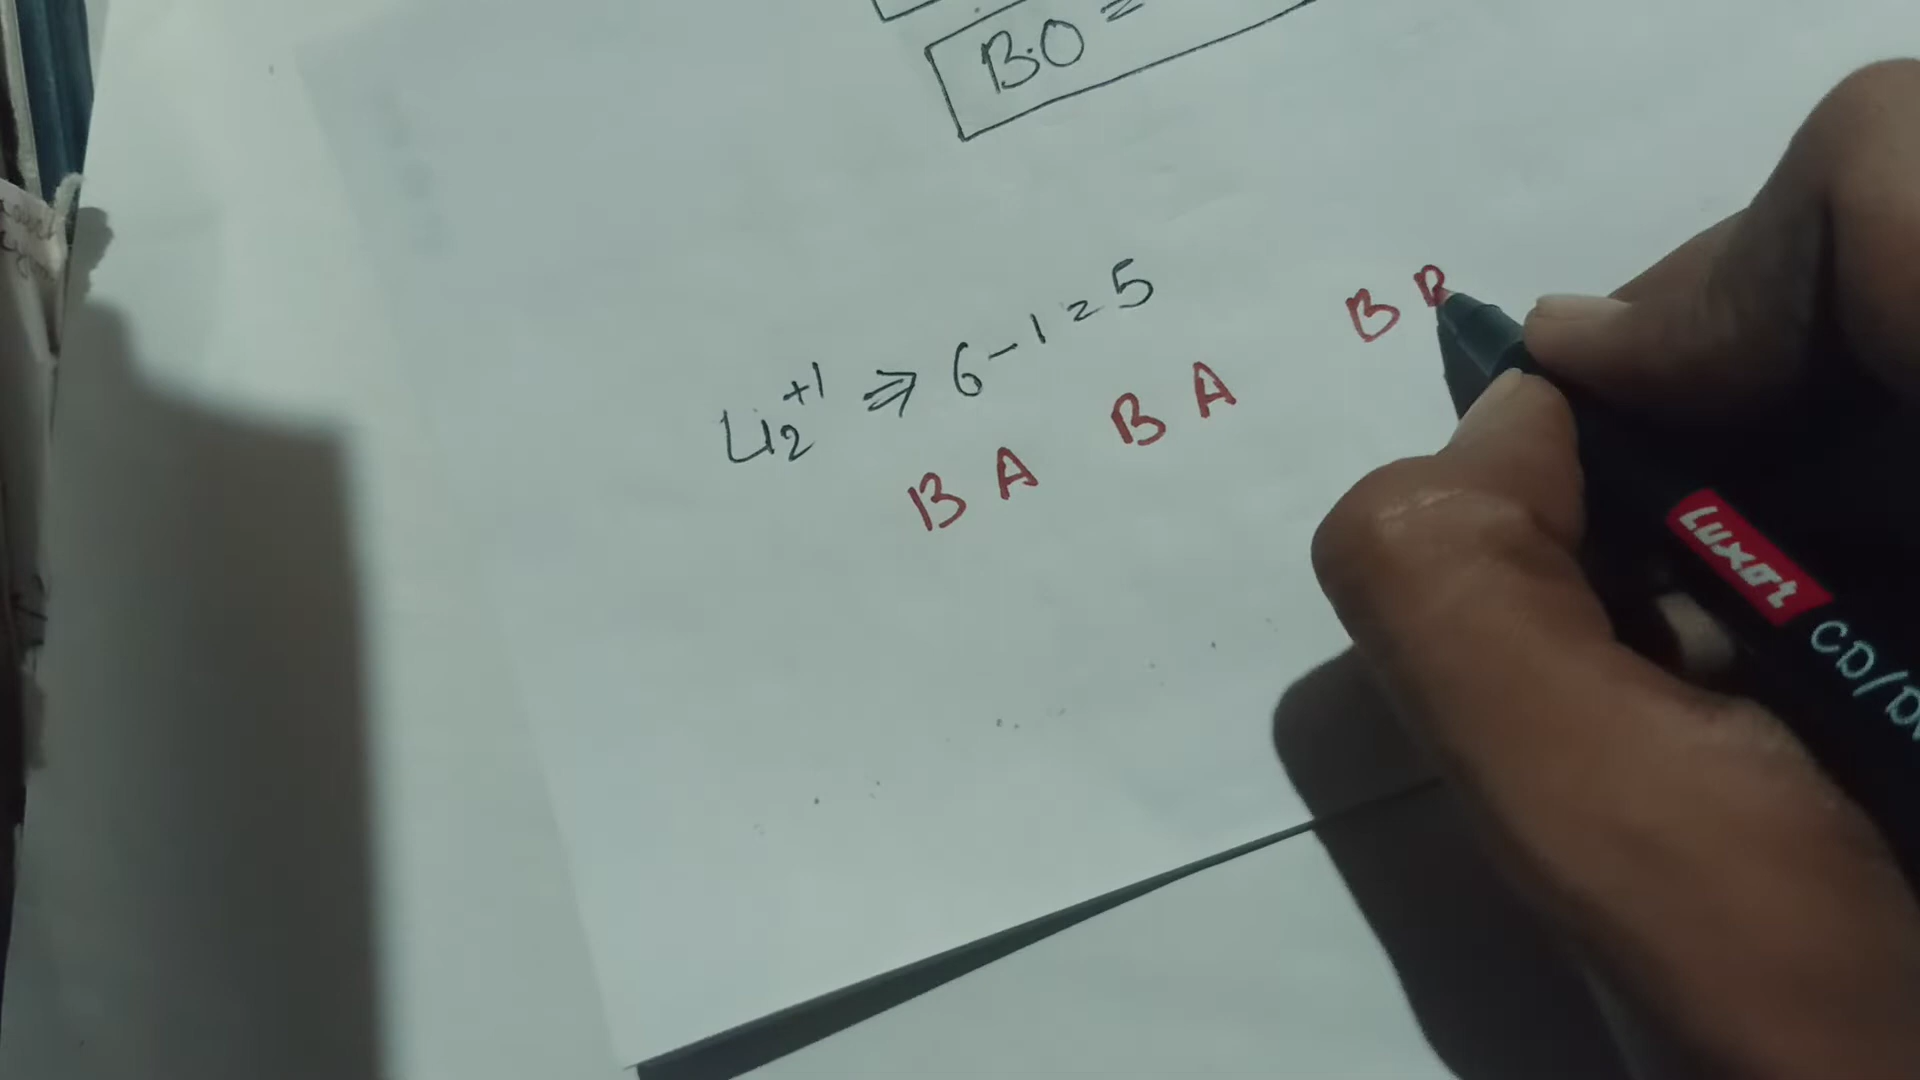 B.O =
Li₂⁺¹ ⇒ 6 - 1 = 5
B A B A B B
Luxor
CD/D